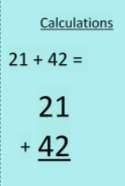 Calculations
21 + 42 =
21
+ 42